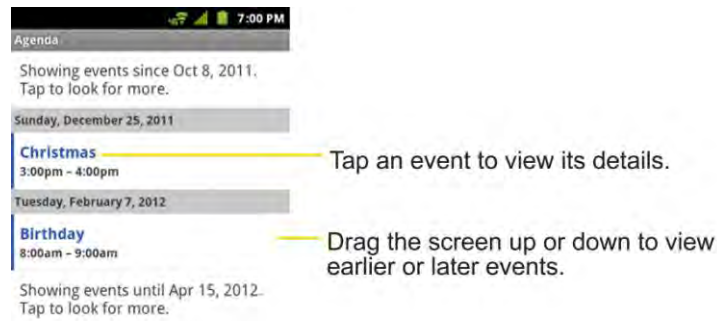 7:00 PM
Agenda
Showing events since Oct 8, 2011.
Tap to look for more.
Sunday, December 25, 2011
Christmas
3:00pm – 4:00pm
Tap an event to view its details.
Tuesday, February 7, 2012
Birthday
8:00am – 9:00am
Drag the screen up or down to view
earlier or later events.
Showing events until Apr 15, 2012.
Tap to look for more.